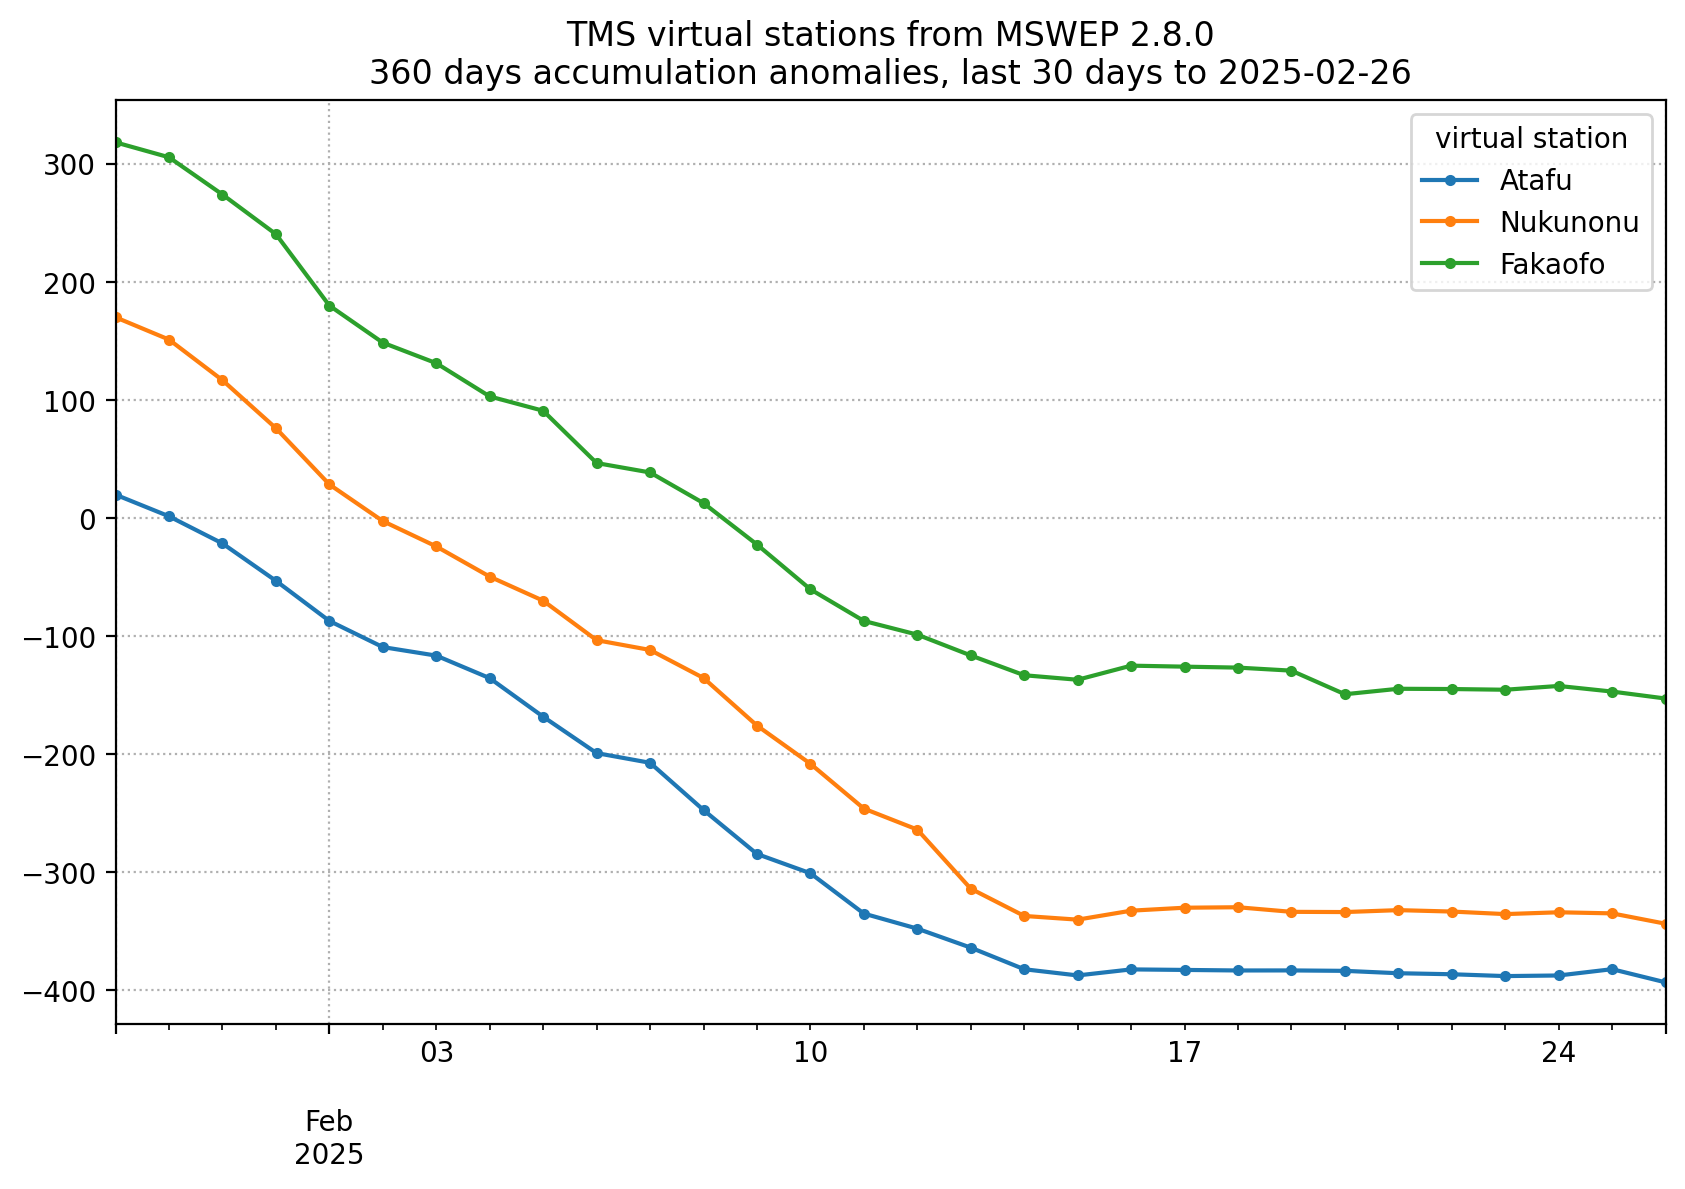 TMS virtual stations from MSWEP 2.8.0
360 days accumulation anomalies, last 30 days to 2025-02-26
virtual station
Atafu
Nukunonu
Fakaofo
300
200
100
0
−100
−200
−300
−400
03
10
17
24
Feb
2025